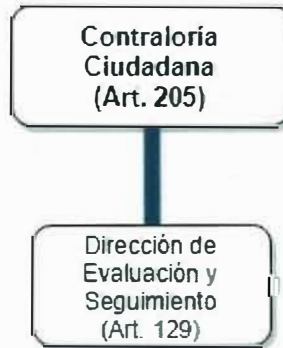 Contraloría
Ciudadana
(Art. 205)
Dirección de
Evaluación y
Seguimiento
(Art. 129)